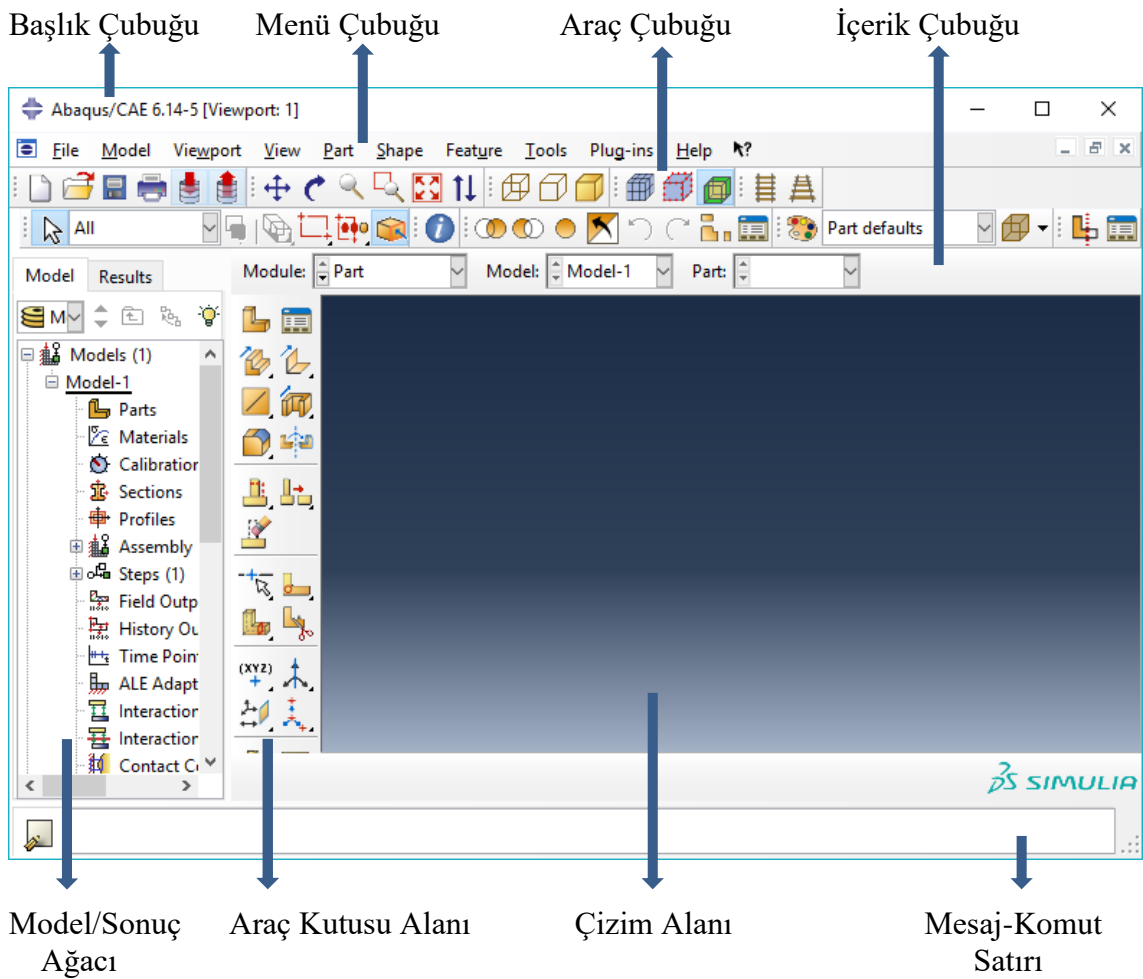 Başlık Çubuğu Menü Çubuğu Araç Çubuğu İçerik Çubuğu
Abaqus/CAE 6.14-5 [Viewport: 1]
File Model Viewport View Part Shape Feature Tools Plug-ins Help ?
All Part defaults
Model Results Module: Part Model: Model-1 Part:
M
Models (1)
Model-1
Parts
Materials
Calibration
Sections
Profiles
Assembly
Steps (1)
Field Outp
History Ou
Time Poin
(XYZ)
ALE Adapt
Interaction
Interaction
Contact Co
SIMULIA
Model/Sonuç Araç Kutusu Alanı Çizim Alanı Mesaj-Komut
Ağacı Satırı